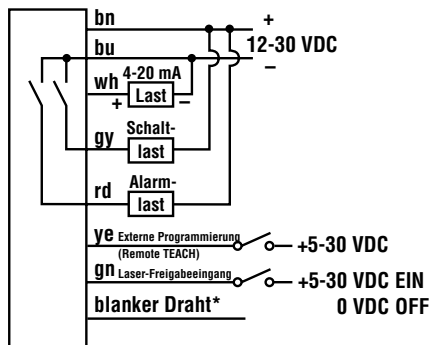 bn
+
bu
12-30 VDC
–
wh
4-20 mA
+
Last
–
gy
Schalt-
last
rd
Alarm-
last
ye Externe Programmierung
(Remote TEACH)
+5-30 VDC
gn Laser-Freigabeeingang
+5-30 VDC EIN
0 VDC OFF
blanker Draht*